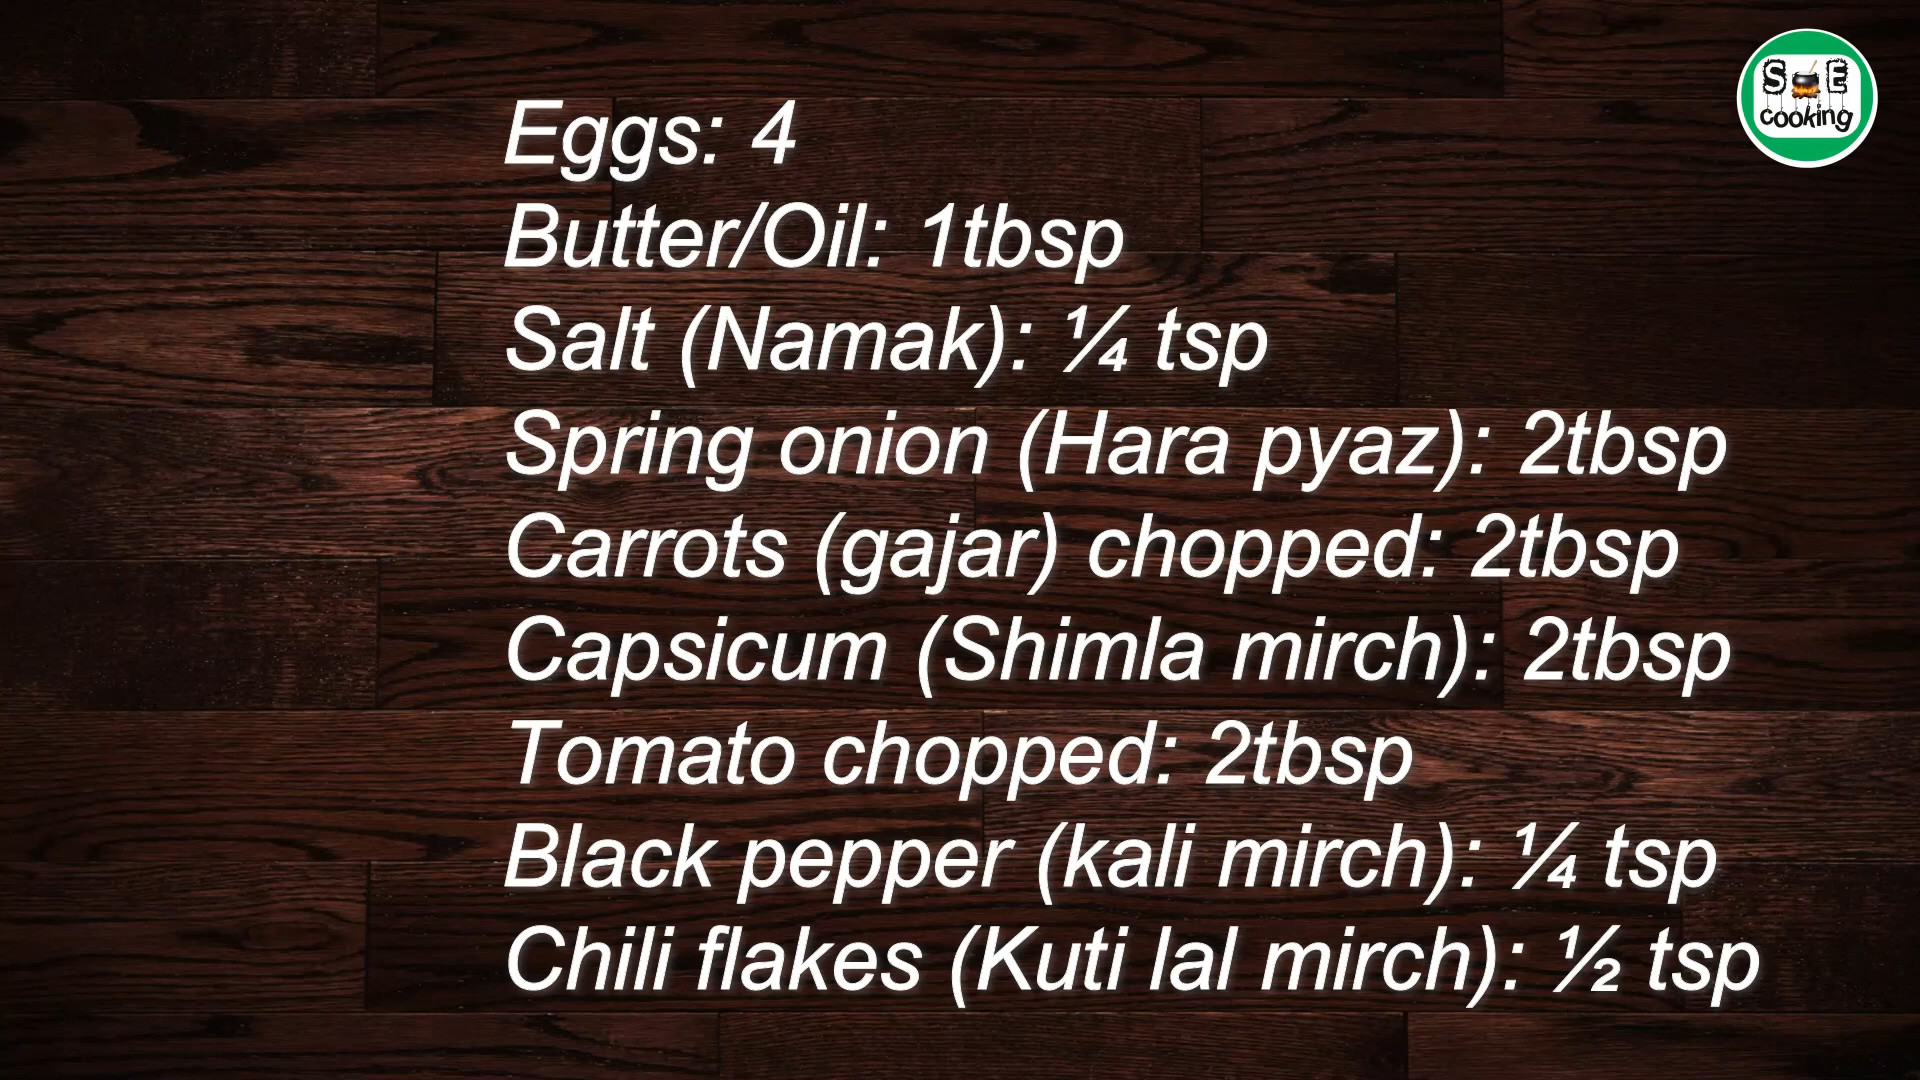 S E
cooking
Eggs: 4
Butter/Oil: 1tbsp
Salt (Namak): ¼ tsp
Spring onion (Hara pyaz): 2tbsp
Carrots (gajar) chopped: 2tbsp
Capsicum (Shimla mirch): 2tbsp
Tomato chopped: 2tbsp
Black pepper (kali mirch): ¼ tsp
Chili flakes (Kuti lal mirch): ½ tsp